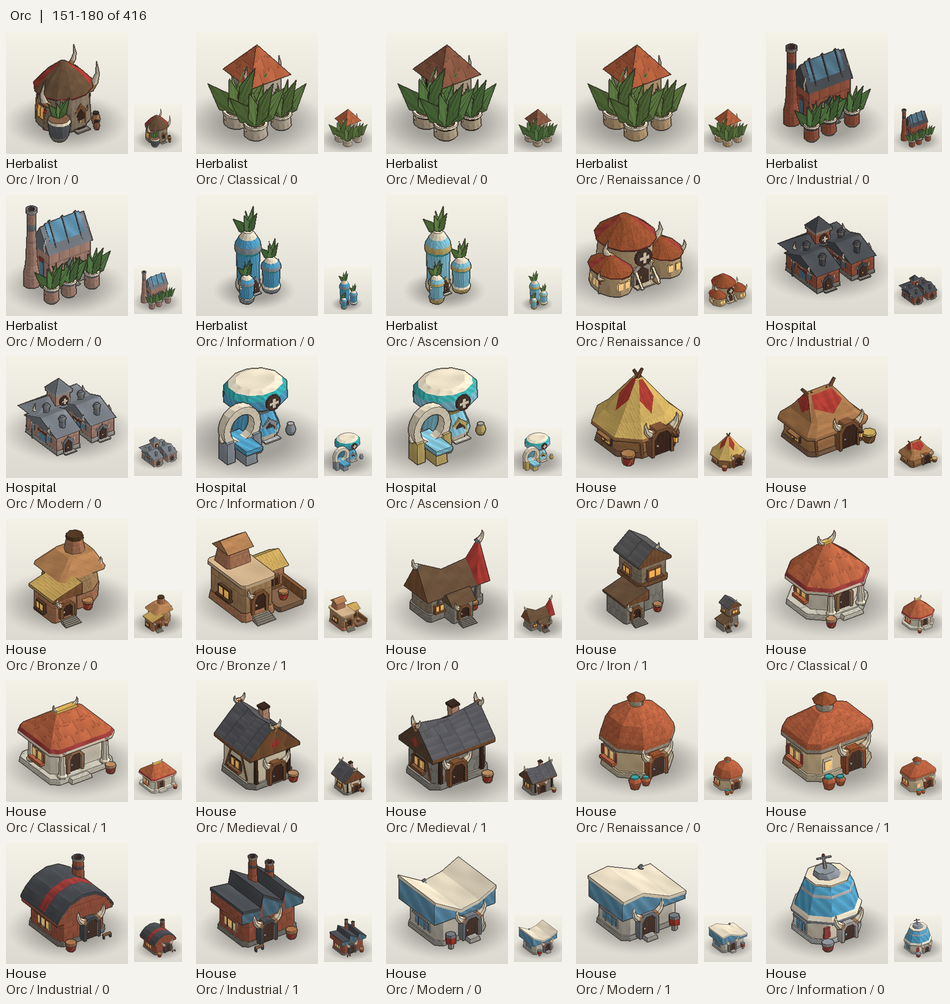 Orc | 151-180 of 416
Herbalist
Orc / Iron / 0
Herbalist
Orc / Classical / 0
Herbalist
Orc / Medieval / 0
Herbalist
Orc / Renaissance / 0
Herbalist
Orc / Industrial / 0
Herbalist
Orc / Modern / 0
Herbalist
Orc / Information / 0
Herbalist
Orc / Ascension / 0
Hospital
Orc / Renaissance / 0
Hospital
Orc / Industrial / 0
Hospital
Orc / Modern / 0
Hospital
Orc / Information / 0
Hospital
Orc / Ascension / 0
House
Orc / Dawn / 0
House
Orc / Dawn / 1
House
Orc / Bronze / 0
House
Orc / Bronze / 1
House
Orc / Iron / 0
House
Orc / Iron / 1
House
Orc / Classical / 0
House
Orc / Classical / 1
House
Orc / Medieval / 0
House
Orc / Medieval / 1
House
Orc / Renaissance / 0
House
Orc / Renaissance / 1
House
Orc / Industrial / 0
House
Orc / Industrial / 1
House
Orc / Modern / 0
House
Orc / Modern / 1
House
Orc / Information / 0